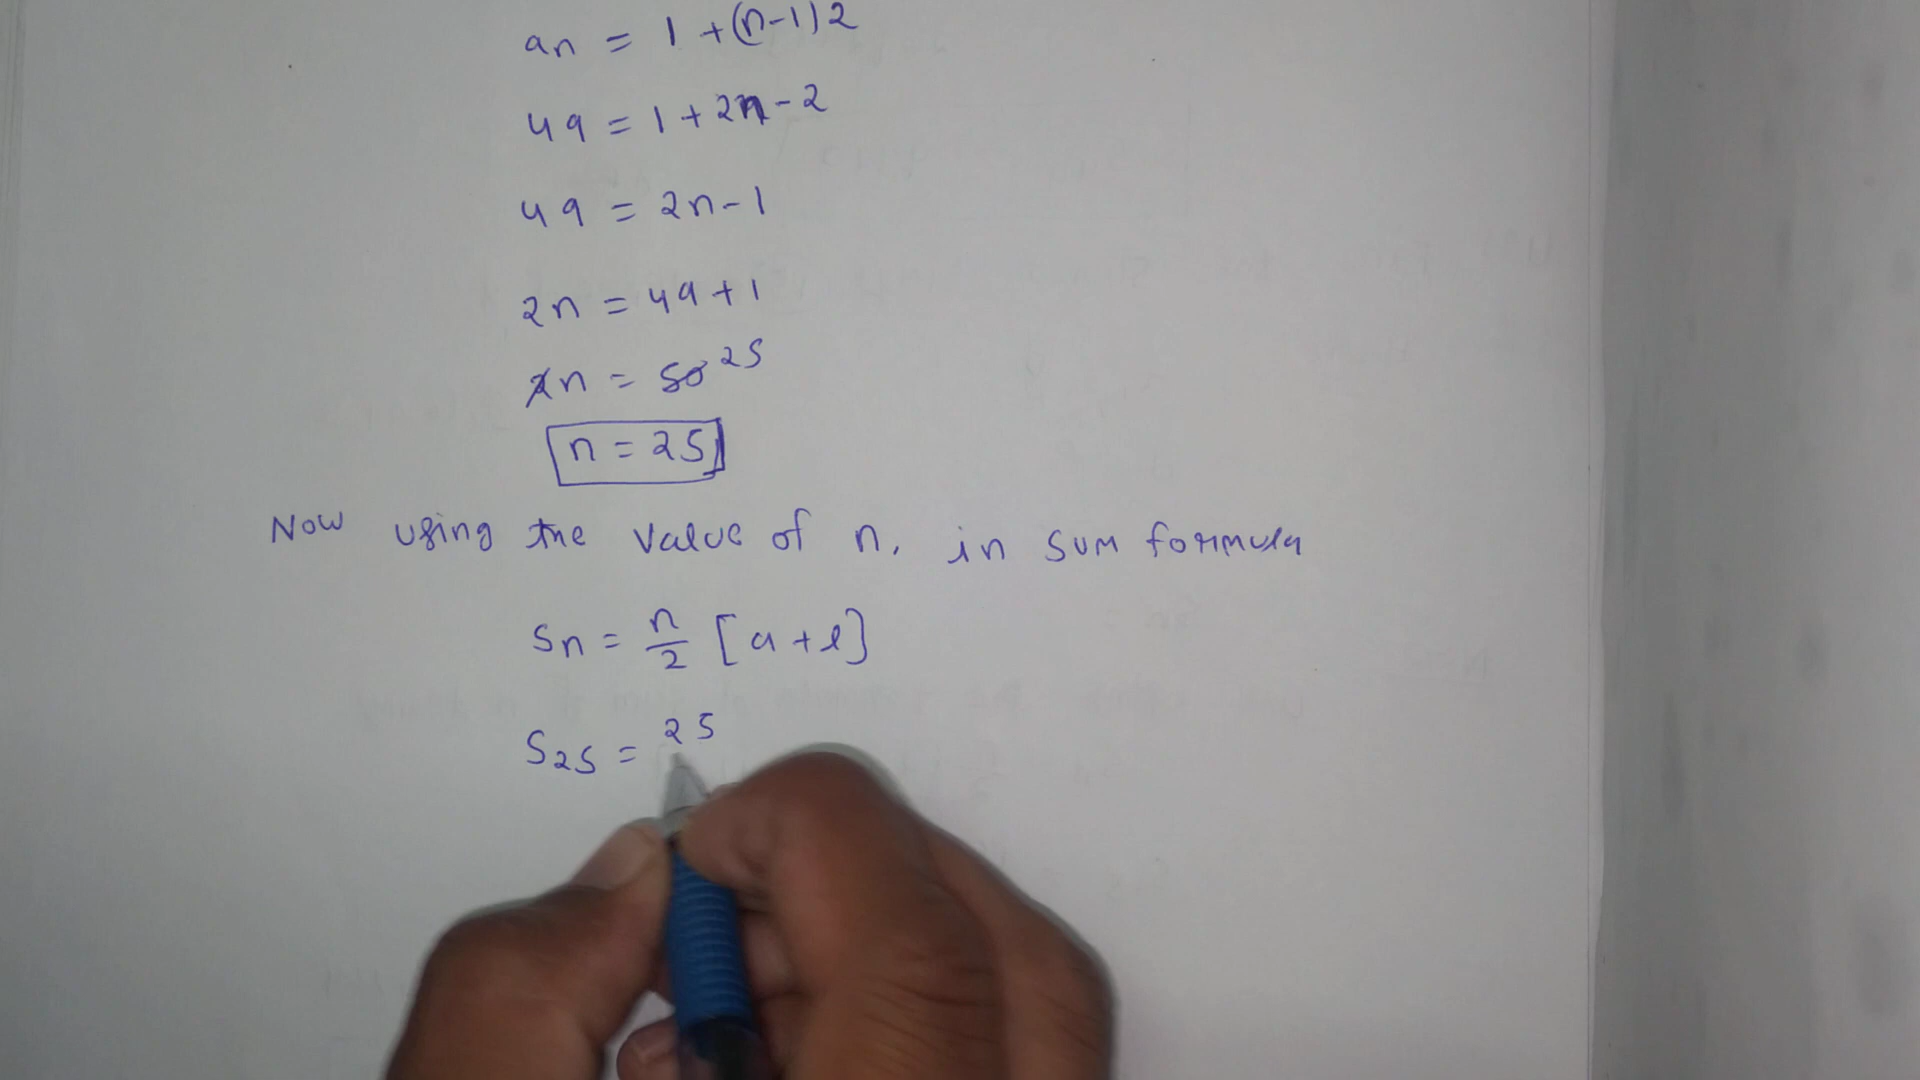 an = 1 + (n-1)2
49 = 1 + 2n - 2
49 = 2n - 1
2n = 49 + 1
2n = 50 25
n = 25
Now using the value of n, in sum formula
Sn = n/2 [a + l]
S25 = 25